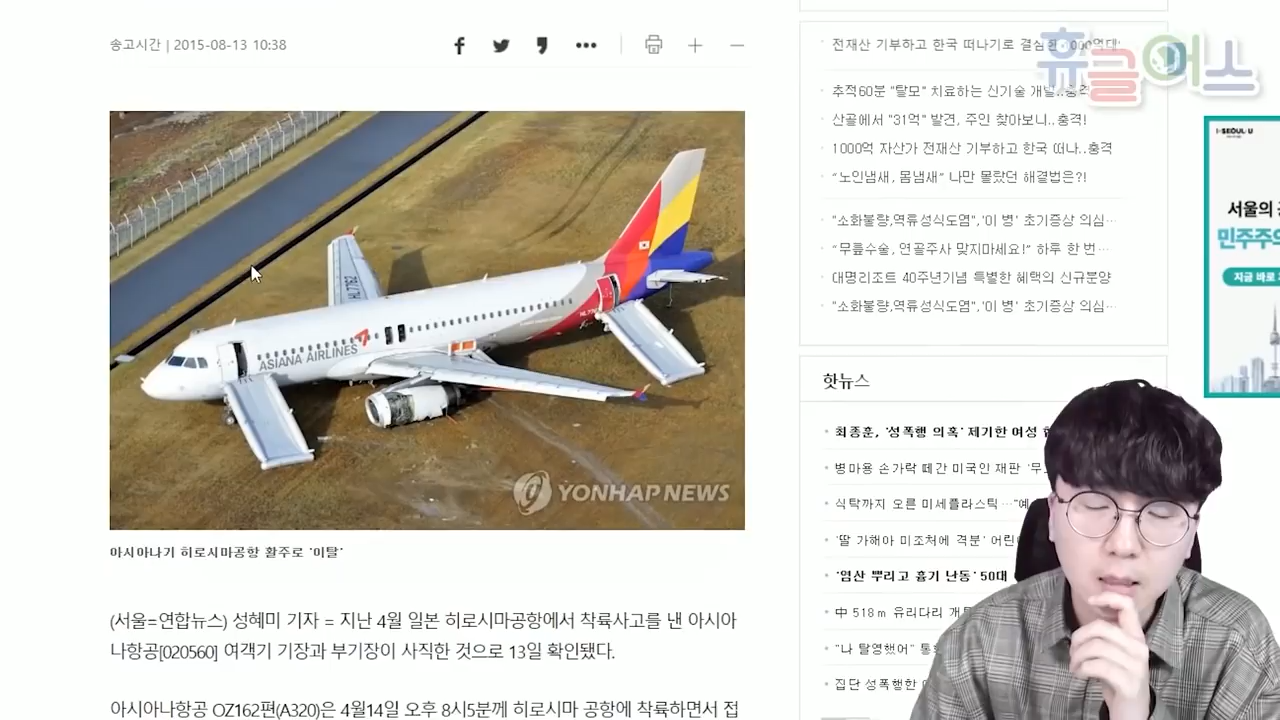 송고시간 | 2015-08-13 10:38
전재산 기부하고 한국 떠나기로 결심
휴글어스
추적60분 "탈모" 치료하는 신기술 개발..충격
산골에서 "31억" 발견, 주인 찾아보니..충격!
1000억 자산가 전재산 기부하고 한국 떠나..충격
"노인냄새, 몸냄새" 나만 몰랐던 해결법은?!
"소화불량,역류성식도염",'이 병' 초기증상 의심…
"무릎수술, 연골주사 맞지마세요!" 하루 한 번…
대명리조트 40주년기념 특별한 혜택의 신규분양
"소화불량,역류성식도염",'이 병' 초기증상 의심…
I·SEOUL·U
서울의
민주주
지금 바로
HL7762
ASIANA AIRLINES
YONHAP NEWS
아시아나기 히로시마공항 활주로 '이탈'
(서울=연합뉴스) 성혜미 기자 = 지난 4월 일본 히로시마공항에서 착륙사고를 낸 아시아
나항공[020560] 여객기 기장과 부기장이 사직한 것으로 13일 확인됐다.
아시아나항공 OZ162편(A320)은 4월14일 오후 8시5분께 히로시마 공항에 착륙하면서 접
핫뉴스
최종훈, '성폭행 의혹' 제기한 여성
병마용 손가락 떼간 미국인 재판 '무
식탁까지 오른 미세플라스틱…"예
'딸 가해아 미조처에 격분' 어린
'염산 뿌리고 흉기 난동' 50대
中 518m 유리다리 개
"나 탈영했어" 통
집단 성폭행한